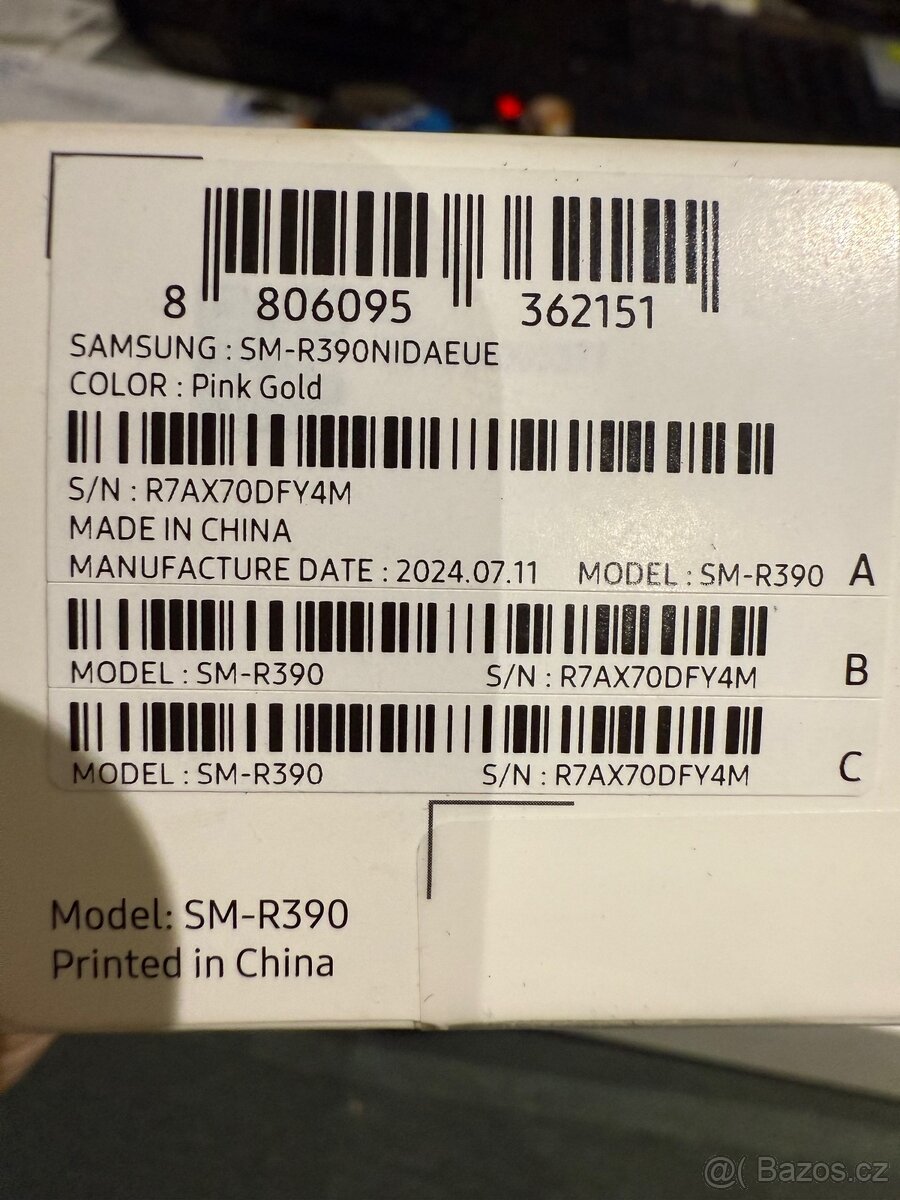 8 806095 362151
SAMSUNG : SM-R390NIDAEUE
COLOR : Pink Gold
S/N : R7AX70DFY4M
MADE IN CHINA
MANUFACTURE DATE : 2024.07.11 MODEL : SM-R390 A
MODEL : SM-R390 S/N : R7AX70DFY4M B
MODEL : SM-R390 S/N : R7AX70DFY4M C
Model: SM-R390
Printed in China
@( Bazos.cz